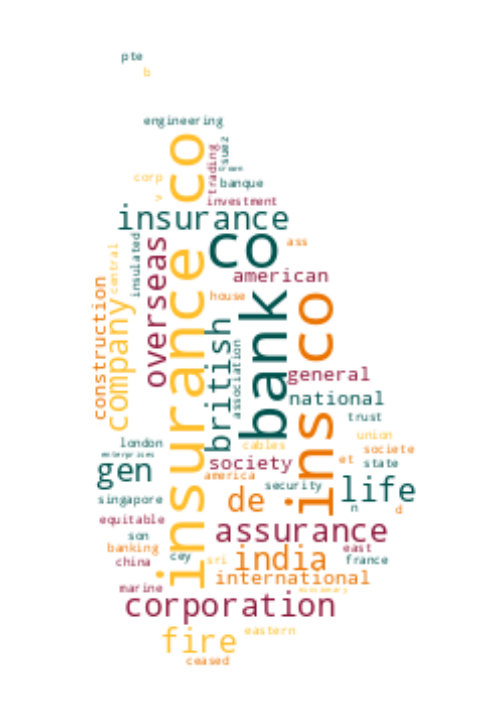 pte
b
engineering
insurance co
trading
suez
corp
banque
v
investment
insurance
co
ass
overseas
insulated
central
american
construction
company
house
bank
ins co
british
association
general
national
trust
union
london
cables
societe
enterprises
gen
society
et
state
america
security
life
singapore
de
n
d
equitable
assurance
son
banking
cey
sri
india
east
china
france
international
marine
corporation
fire
eastern
ceased